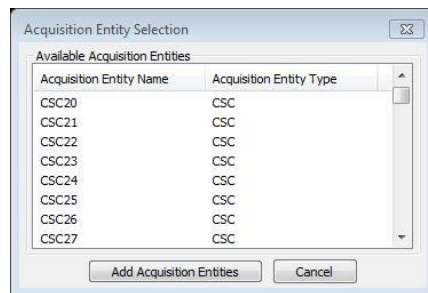 Acquisition Entity Selection
Available Acquisition Entities
Acquisition Entity Name Acquisition Entity Type
CSC20 CSC
CSC21 CSC
CSC22 CSC
CSC23 CSC
CSC24 CSC
CSC25 CSC
CSC26 CSC
CSC27 CSC
Add Acquisition Entities Cancel